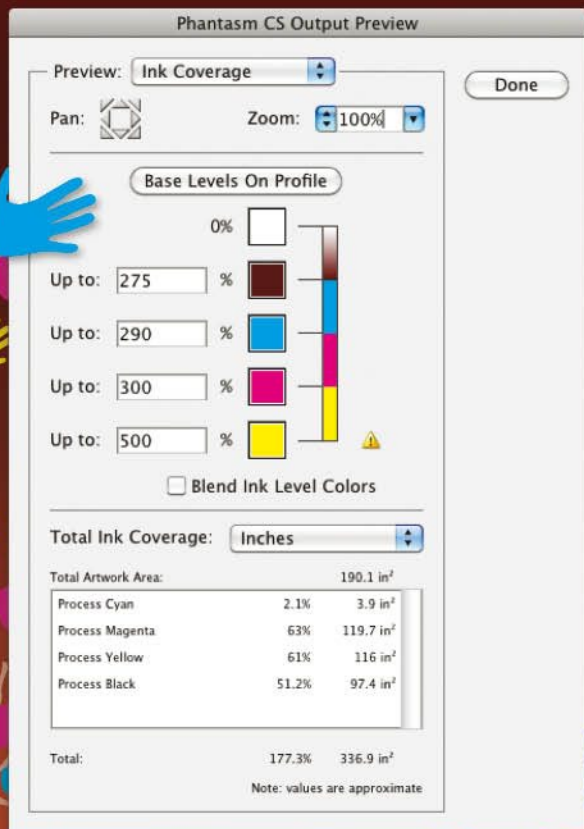 Phantasm CS Output Preview
Preview: Ink Coverage
Done
Pan: Zoom: 100%
Base Levels On Profile
0%
Up to: 275 %
Up to: 290 %
Up to: 300 %
Up to: 500 %
Blend Ink Level Colors
Total Ink Coverage: Inches
Total Artwork Area: 190.1 in²
Process Cyan 2.1% 3.9 in²
Process Magenta 63% 119.7 in²
Process Yellow 61% 116 in²
Process Black 51.2% 97.4 in²
Total: 177.3% 336.9 in²
Note: values are approximate